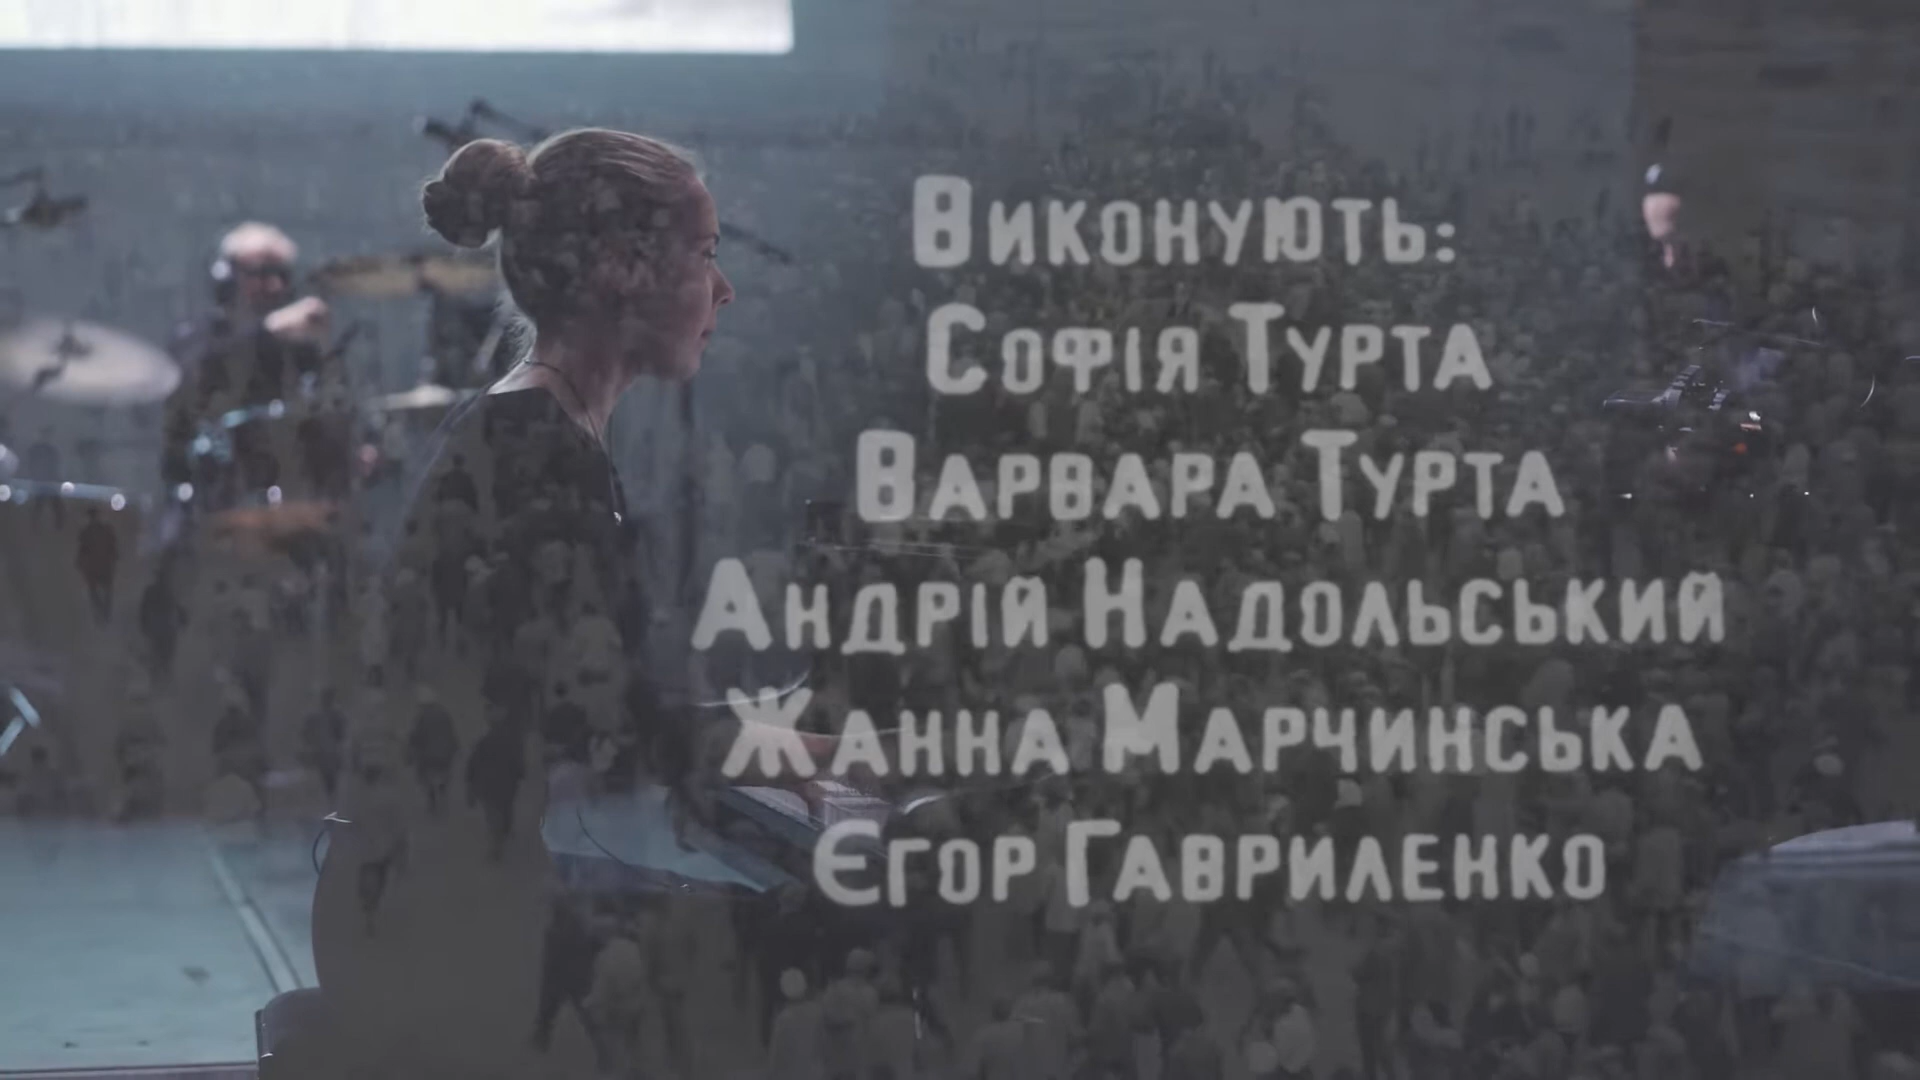 Виконують:
Софія Турта
Варвара Турта
Андрій Надольський
Жанна Марчинська
Єгор Гавриленко